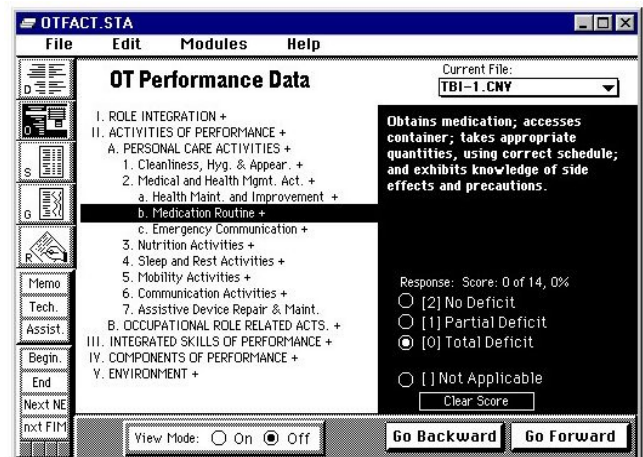 OTFACT.STA
File Edit Modules Help
OT Performance Data
Current File:
TBI-1.CNV
I. ROLE INTEGRATION +
II. ACTIVITIES OF PERFORMANCE +
A. PERSONAL CARE ACTIVITIES +
1. Cleanliness, Hyg. & Appear. +
2. Medical and Health Mgmt. Act. +
a. Health Maint. and Improvement +
b. Medication Routine +
c. Emergency Communication +
3. Nutrition Activities +
4. Sleep and Rest Activities +
5. Mobility Activities +
6. Communication Activities +
7. Assistive Device Repair & Maint.
B. OCCUPATIONAL ROLE RELATED ACTS. +
III. INTEGRATED SKILLS OF PERFORMANCE +
IV. COMPONENTS OF PERFORMANCE +
V. ENVIRONMENT +
Obtains medication; accesses
container; takes appropriate
quantities, using correct schedule;
and exhibits knowledge of side
effects and precautions.
Response: Score: 0 of 14, 0%
[2] No Deficit
[1] Partial Deficit
[0] Total Deficit
[ ] Not Applicable
Clear Score
D
O
S
G
R
Memo
Tech.
Assist.
Begin.
End
Next NE
nxt FIM
View Mode: On Off
Go Backward Go Forward